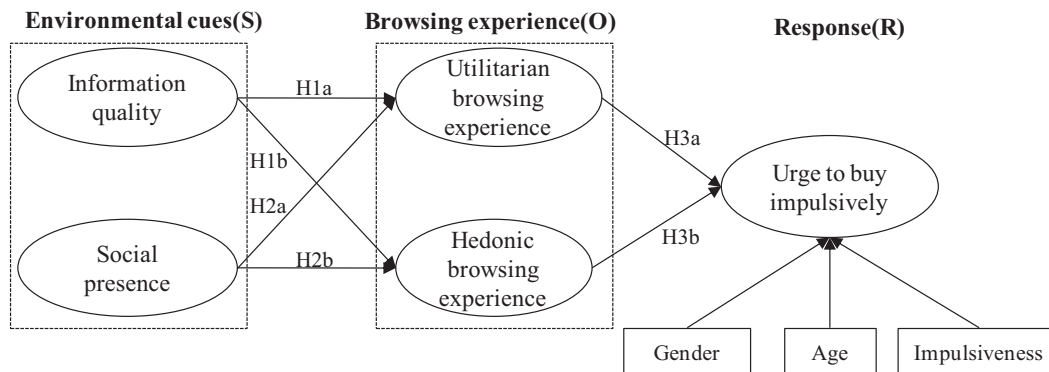 Environmental cues(S)
Browsing experience(O)
Response(R)
Information
quality
H1a
Utilitarian
browsing
experience
H3a
H1b
Urge to buy
impulsively
H2a
H3b
Social
presence
H2b
Hedonic
browsing
experience
Gender
Age
Impulsiveness